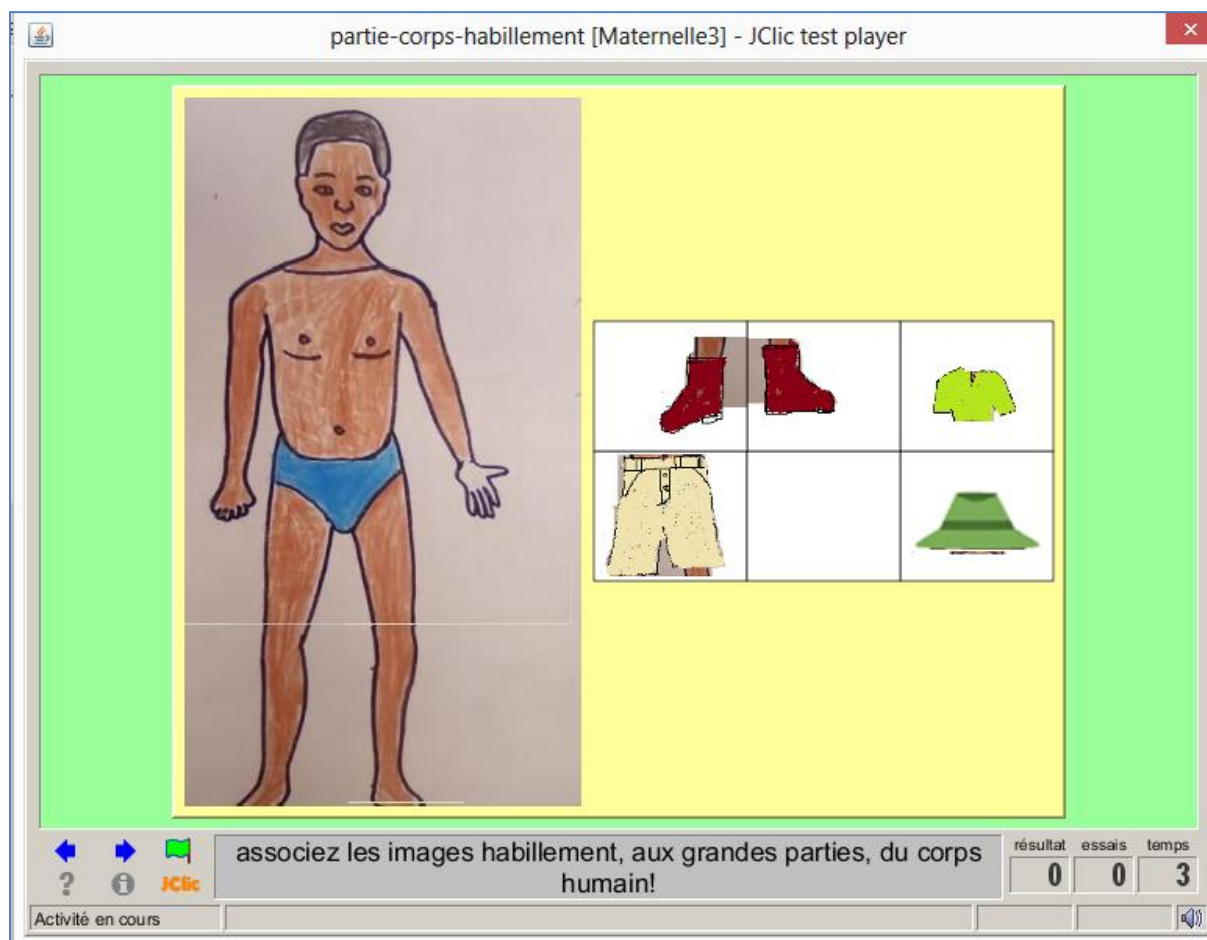 partie-corps-habillement [Maternelle3] - JClic test player
associez les images habillement, aux grandes parties, du corps
humain!
résultat essais temps
0 0 3
? i JClic
Activité en cours